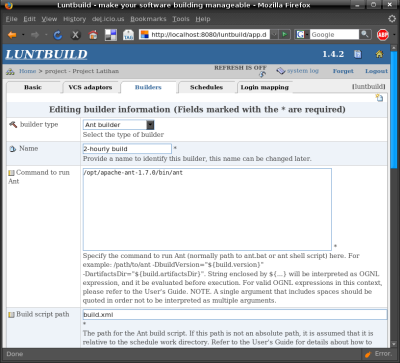 Luntbuild - make your software building manageable - Mozilla Firefox
File Edit View History del.icio.us Bookmarks Tools Help
http://localhost:8080/luntbuild/app.d
Google
ABP
LUNTBUILD
1.4.2
Home > project - Project Latihan
REFRESH IS OFF
system log
Forget
Logout
Basic
VCS adaptors
Builders
Schedules
Login mapping
[luntbuild]
Editing builder information (Fields marked with the * are required)
builder type
Ant builder
Select the type of builder
Name
2-hourly build
*
Provide a name to identify this builder, this name can be changed later.
Command to run
Ant
/opt/apache-ant-1.7.0/bin/ant
*
Specify the command to run Ant (normally path to ant.bat or ant shell script) here. For
example: /path/to/ant -DbuildVersion="${build.version}"
-DartifactsDir="${build.artifactsDir}". String enclosed by ${...} will be interpreted as OGNL
expression, and it will be evaluated before execution. For valid OGNL expressions in this context,
please refer to the User's Guide. NOTE. A single argument that includes spaces should be
quoted in order not to be interpreted as multiple arguments.
Build script path
build.xml
*
The path for the Ant build script. If this path is not an absolute path, it is assumed that it is
relative to the schedule work directory. Refer to the User's Guide for details about how to
Done
Error.